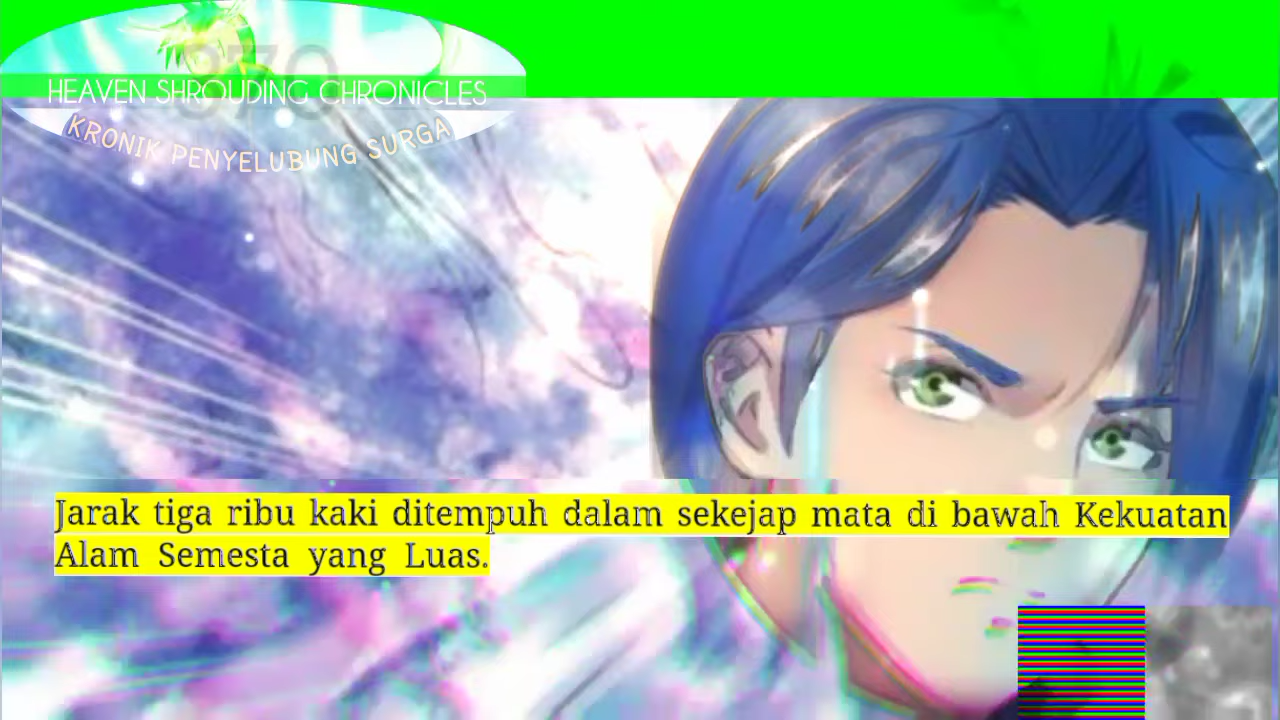 370
HEAVEN SHROUDING CHRONICLES
KRONIK PENYELUBUNG SURGA
Jarak tiga ribu kaki ditempuh dalam sekejap mata di bawah Kekuatan
Alam Semesta yang Luas.